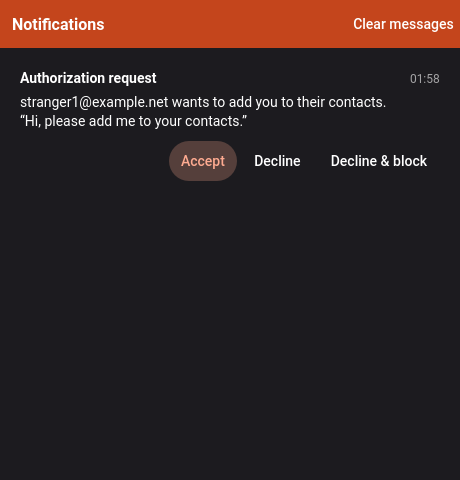 Notifications
Clear messages
Authorization request
01:58
stranger1@example.net wants to add you to their contacts.
“Hi, please add me to your contacts.”
Accept
Decline
Decline & block